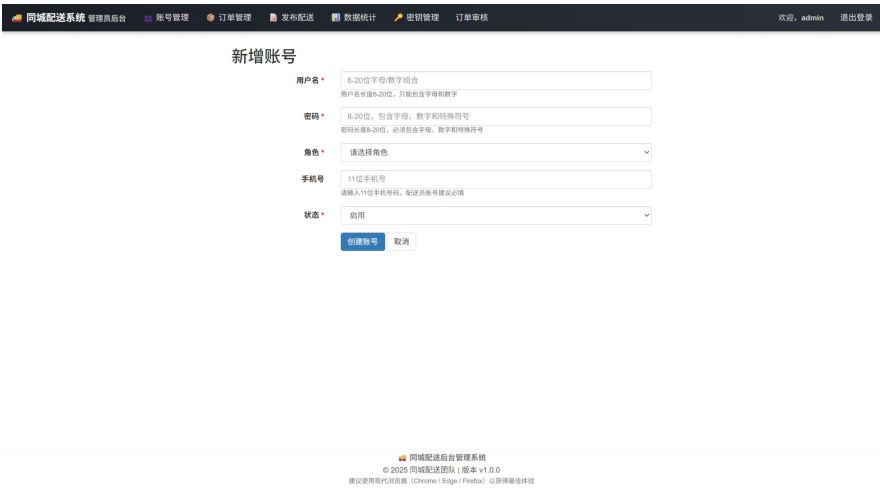 同城配送系统 管理员后台 账号管理 订单管理 发布配送 数据统计 密钥管理 订单审核 欢迎，admin 退出登录
新增账号
用户名 * 6-20位字母/数字组合
用户名长度6-20位，只能包含字母和数字
密码 * 8-20位，包含字母、数字和特殊符号
密码长度8-20位，必须包含字母、数字和特殊符号
角色 * 请选择角色
手机号 11位手机号
请输入11位手机号码，配送员账号建议必填
状态 * 启用
创建账号 取消
同城配送后台管理系统
© 2025 同城配送团队 | 版本 v1.0.0
建议使用现代浏览器（Chrome / Edge / Firefox）以获得最佳体验